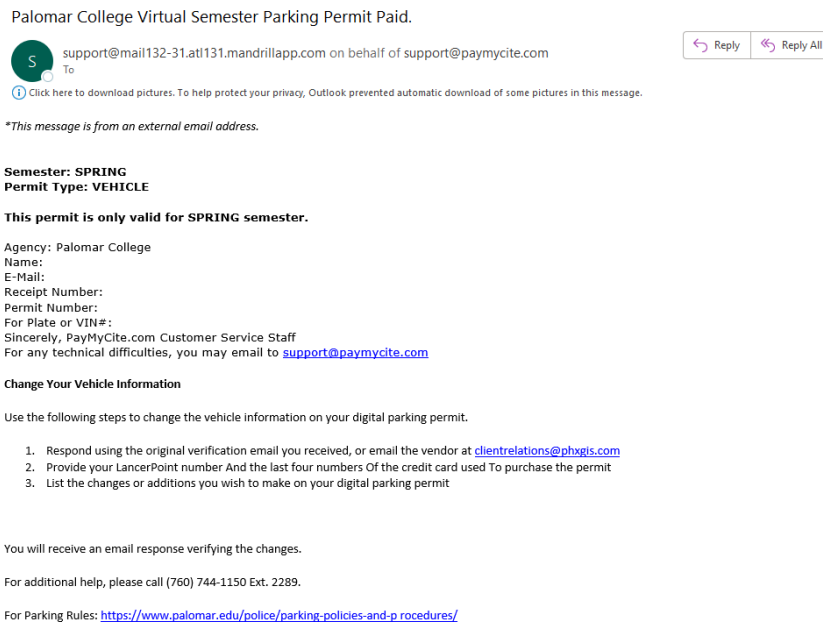 Palomar College Virtual Semester Parking Permit Paid.
S
support@mail132-31.atl131.mandrillapp.com on behalf of support@paymycite.com
To
Reply
Reply All
Click here to download pictures. To help protect your privacy, Outlook prevented automatic download of some pictures in this message.
*This message is from an external email address.
Semester: SPRING
Permit Type: VEHICLE
This permit is only valid for SPRING semester.
Agency: Palomar College
Name:
E-Mail:
Receipt Number:
Permit Number:
For Plate or VIN#:
Sincerely, PayMyCite.com Customer Service Staff
For any technical difficulties, you may email to support@paymycite.com
Change Your Vehicle Information
Use the following steps to change the vehicle information on your digital parking permit.
1. Respond using the original verification email you received, or email the vendor at clientrelations@phxgis.com
2. Provide your LancerPoint number And the last four numbers Of the credit card used To purchase the permit
3. List the changes or additions you wish to make on your digital parking permit
You will receive an email response verifying the changes.
For additional help, please call (760) 744-1150 Ext. 2289.
For Parking Rules: https://www.palomar.edu/police/parking-policies-and-p rocedures/